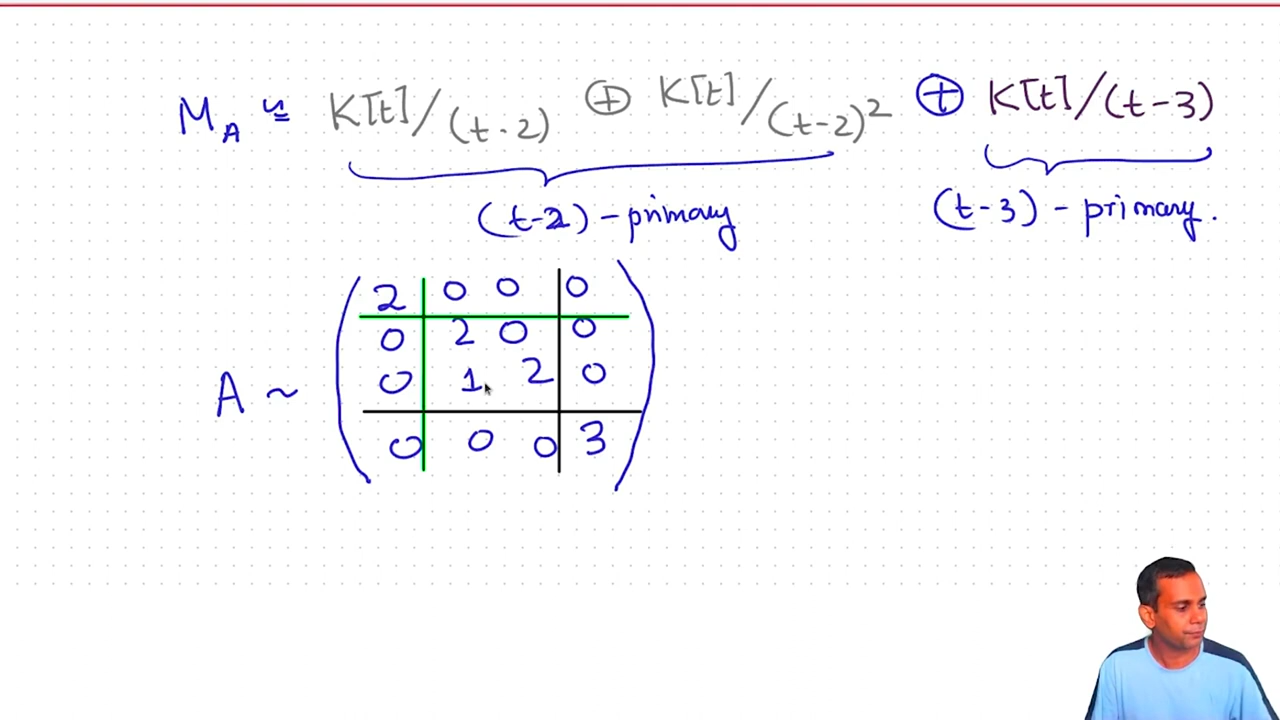 M_A ≅ K[t]/(t-2) ⊕ K[t]/(t-2)² ⊕ K[t]/(t-3)
(t-2)-primary (t-3)-primary.
2 0 0 0
0 2 0 0
A ~ 0 1 2 0
0 0 0 3